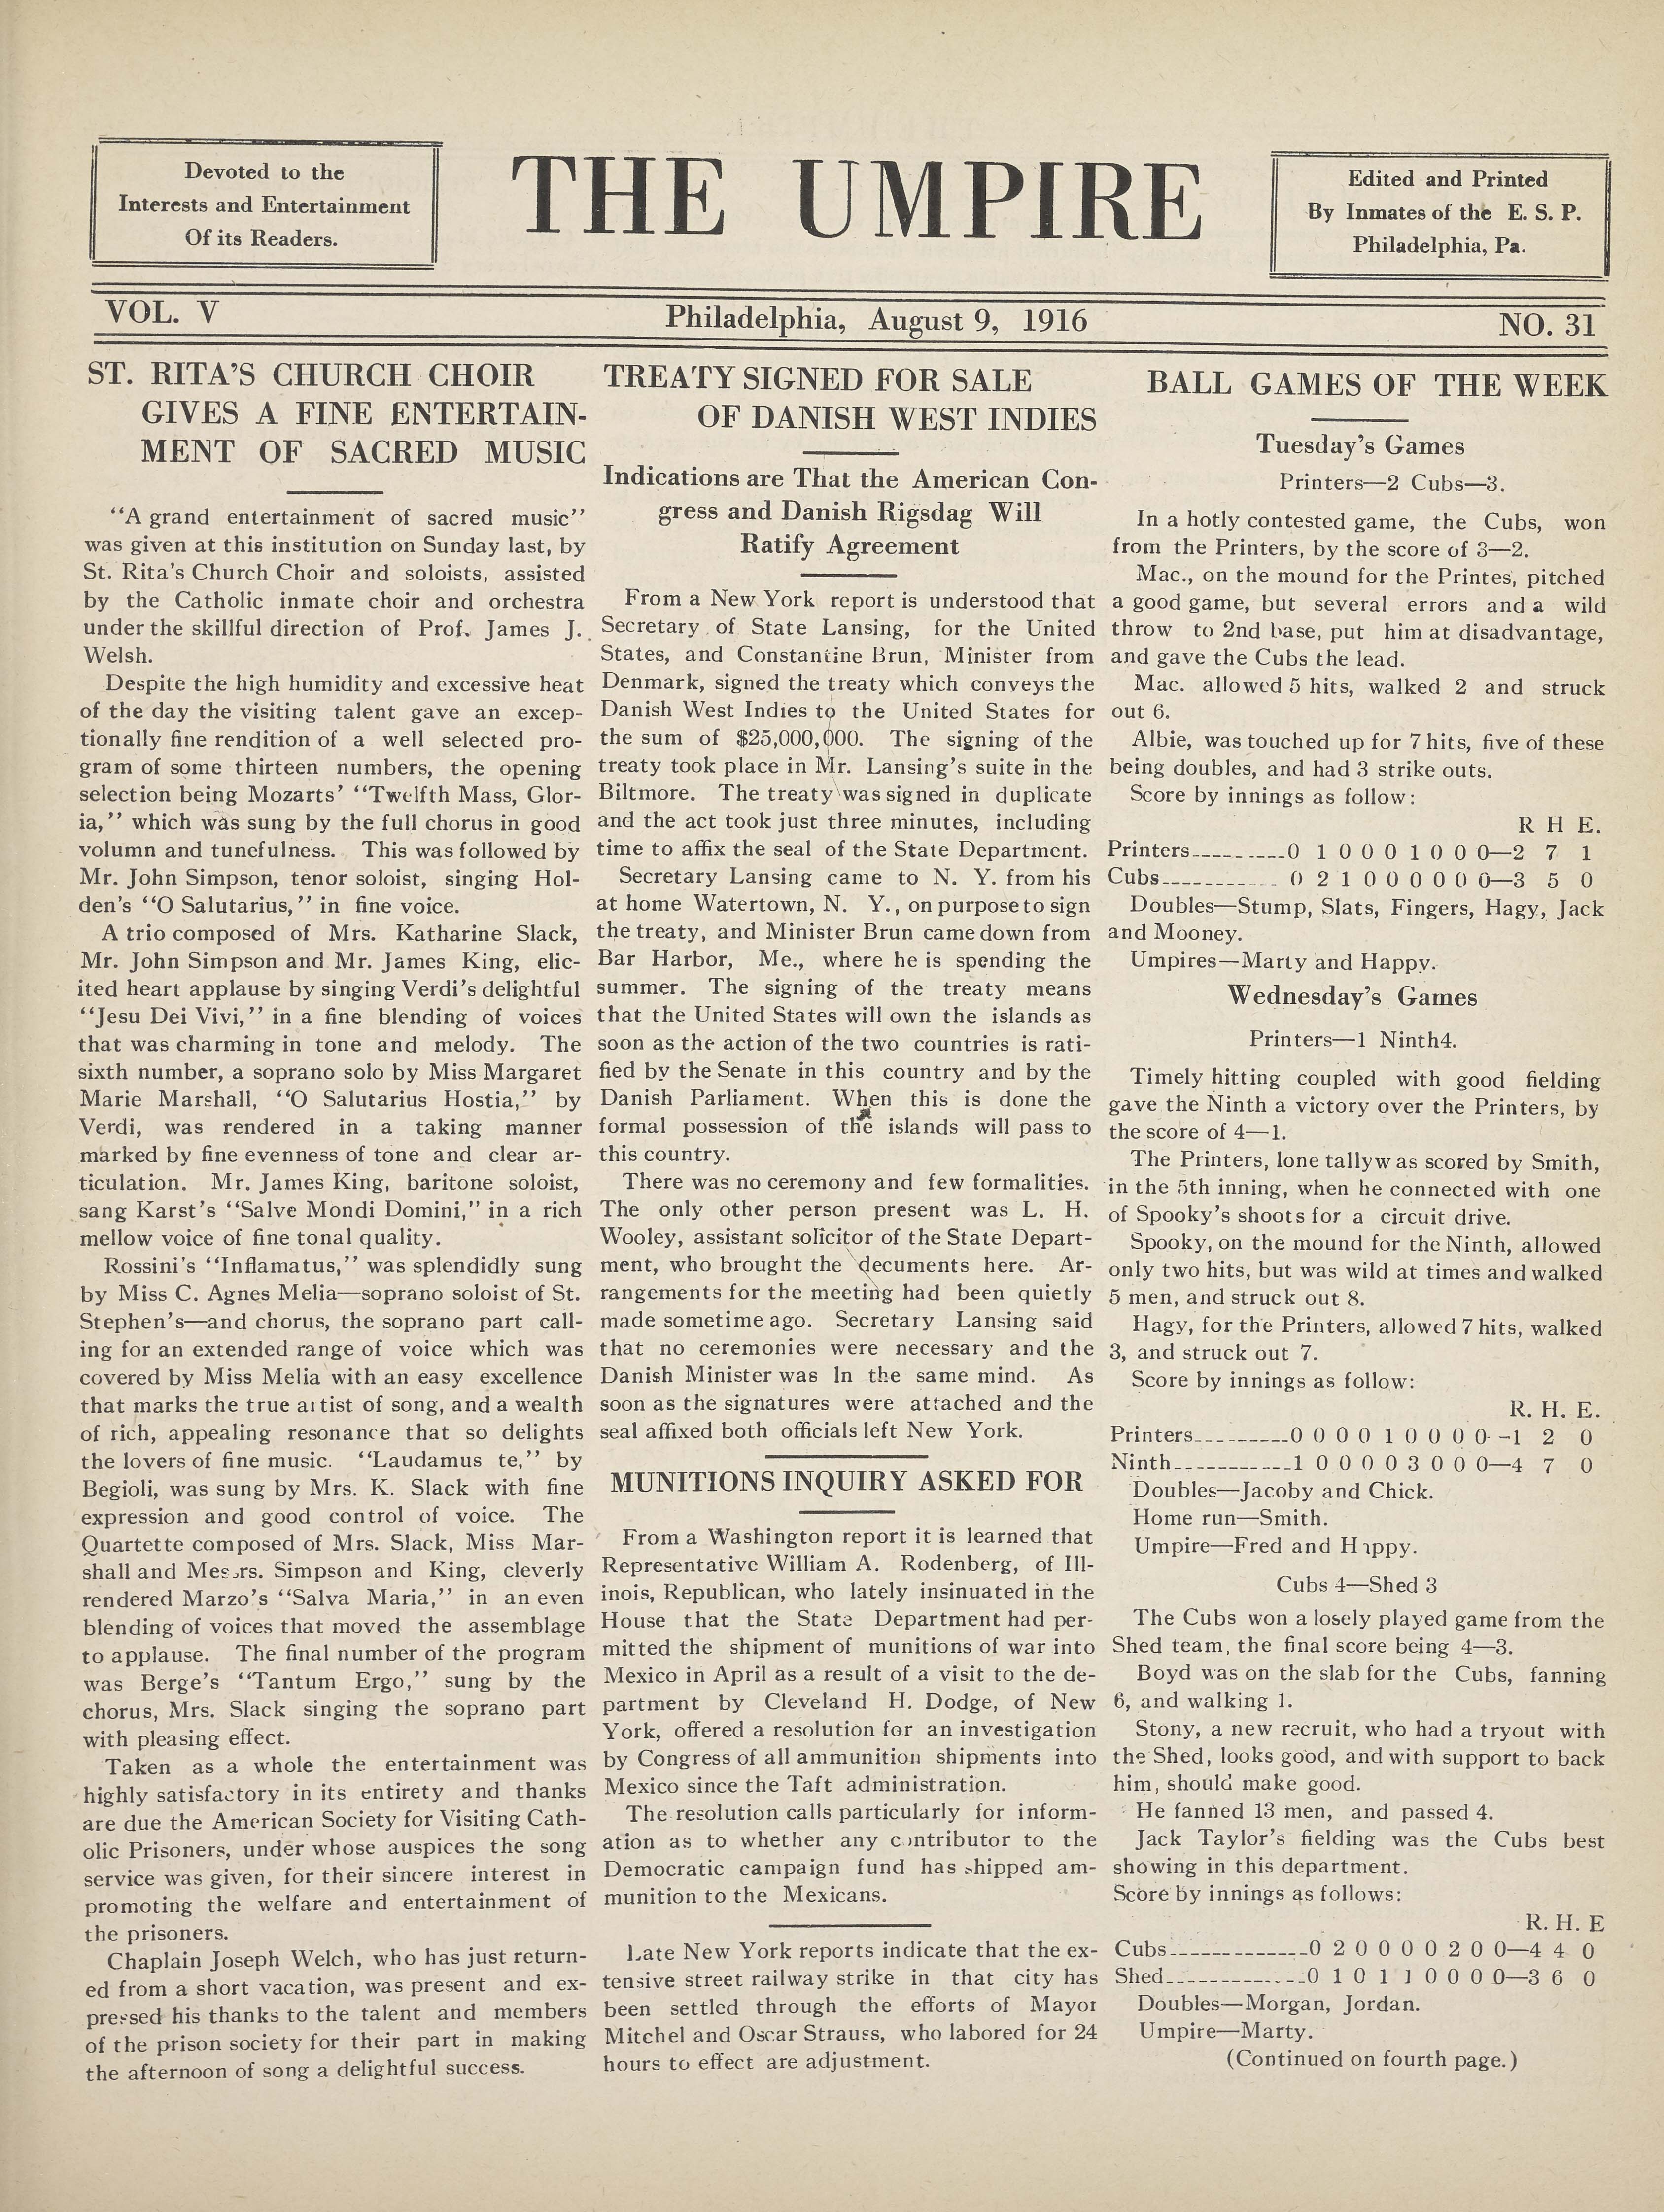 Devoted to the
Interests and Entertainment
Of its Readers.
THE UMPIRE
Edited and Printed
By Inmates of the E. S. P.
Philadelphia, Pa.
VOL. V
Philadelphia, August 9, 1916
NO. 31
ST. RITA'S CHURCH CHOIR
GIVES A FINE ENTERTAIN-
MENT OF SACRED MUSIC
"A grand entertainment of sacred music"
was given at this institution on Sunday last, by
St. Rita's Church Choir and soloists, assisted
by the Catholic inmate choir and orchestra
under the skillful direction of Prof. James J.
Welsh.
Despite the high humidity and excessive heat
of the day the visiting talent gave an excep-
tionally fine rendition of a well selected pro-
gram of some thirteen numbers, the opening
selection being Mozarts' "Twelfth Mass, Glor-
ia," which was sung by the full chorus in good
volumn and tunefulness. This was followed by
Mr. John Simpson, tenor soloist, singing Hol-
den's "O Salutarius," in fine voice.
A trio composed of Mrs. Katharine Slack,
Mr. John Simpson and Mr. James King, elic-
ited heart applause by singing Verdi's delightful
"Jesu Dei Vivi," in a fine blending of voices
that was charming in tone and melody. The
sixth number, a soprano solo by Miss Margaret
Marie Marshall, "O Salutarius Hostia," by
Verdi, was rendered in a taking manner
marked by fine evenness of tone and clear ar-
ticulation. Mr. James King, baritone soloist,
sang Karst's "Salve Mondi Domini," in a rich
mellow voice of fine tonal quality.
Rossini's "Inflamatus," was splendidly sung
by Miss C. Agnes Melia—soprano soloist of St.
Stephen's—and chorus, the soprano part call-
ing for an extended range of voice which was
covered by Miss Melia with an easy excellence
that marks the true artist of song, and a wealth
of rich, appealing resonance that so delights
the lovers of fine music. "Laudamus te," by
Begioli, was sung by Mrs. K. Slack with fine
expression and good control of voice. The
Quartette composed of Mrs. Slack, Miss Mar-
shall and Messrs. Simpson and King, cleverly
rendered Marzo's "Salva Maria," in an even
blending of voices that moved the assemblage
to applause. The final number of the program
was Berge's "Tantum Ergo," sung by the
chorus, Mrs. Slack singing the soprano part
with pleasing effect.
Taken as a whole the entertainment was
highly satisfactory in its entirety and thanks
are due the American Society for Visiting Cath-
olic Prisoners, under whose auspices the song
service was given, for their sincere interest in
promoting the welfare and entertainment of
the prisoners.
Chaplain Joseph Welch, who has just return-
ed from a short vacation, was present and ex-
pressed his thanks to the talent and members
of the prison society for their part in making
the afternoon of song a delightful success.
TREATY SIGNED FOR SALE
OF DANISH WEST INDIES
Indications are That the American Con-
gress and Danish Rigsdag Will
Ratify Agreement
From a New York report is understood that
Secretary of State Lansing, for the United
States, and Constantine Brun, Minister from
Denmark, signed the treaty which conveys the
Danish West Indies to the United States for
the sum of $25,000,000. The signing of the
treaty took place in Mr. Lansing's suite in the
Biltmore. The treaty was signed in duplicate
and the act took just three minutes, including
time to affix the seal of the State Department.
Secretary Lansing came to N. Y. from his
at home Watertown, N. Y., on purpose to sign
the treaty, and Minister Brun came down from
Bar Harbor, Me., where he is spending the
summer. The signing of the treaty means
that the United States will own the islands as
soon as the action of the two countries is rati-
fied by the Senate in this country and by the
Danish Parliament. When this is done the
formal possession of the islands will pass to
this country.
There was no ceremony and few formalities.
The only other person present was L. H.
Wooley, assistant solicitor of the State Depart-
ment, who brought the decuments here. Ar-
rangements for the meeting had been quietly
made sometime ago. Secretary Lansing said
that no ceremonies were necessary and the
Danish Minister was In the same mind. As
soon as the signatures were attached and the
seal affixed both officials left New York.
MUNITIONS INQUIRY ASKED FOR
From a Washington report it is learned that
Representative William A. Rodenberg, of Ill-
inois, Republican, who lately insinuated in the
House that the State Department had per-
mitted the shipment of munitions of war into
Mexico in April as a result of a visit to the de-
partment by Cleveland H. Dodge, of New
York, offered a resolution for an investigation
by Congress of all ammunition shipments into
Mexico since the Taft administration.
The resolution calls particularly for inform-
ation as to whether any contributor to the
Democratic campaign fund has shipped am-
munition to the Mexicans.
Late New York reports indicate that the ex-
tensive street railway strike in that city has
been settled through the efforts of Mayor
Mitchel and Oscar Strauss, who labored for 24
hours to effect are adjustment.
BALL GAMES OF THE WEEK
Tuesday's Games
Printers—2 Cubs—3.
In a hotly contested game, the Cubs, won
from the Printers, by the score of 3—2.
Mac., on the mound for the Printes, pitched
a good game, but several errors and a wild
throw to 2nd base, put him at disadvantage,
and gave the Cubs the lead.
Mac. allowed 5 hits, walked 2 and struck
out 6.
Albie, was touched up for 7 hits, five of these
being doubles, and had 3 strike outs.
Score by innings as follow:
R H E.
Printers----------0 1 0 0 0 1 0 0 0—2 7 1
Cubs------------ 0 2 1 0 0 0 0 0 0—3 5 0
Doubles—Stump, Slats, Fingers, Hagy, Jack
and Mooney.
Umpires—Marty and Happy.
Wednesday's Games
Printers—1 Ninth4.
Timely hitting coupled with good fielding
gave the Ninth a victory over the Printers, by
the score of 4—1.
The Printers, lone tallyw as scored by Smith,
in the 5th inning, when he connected with one
of Spooky's shoots for a circuit drive.
Spooky, on the mound for the Ninth, allowed
only two hits, but was wild at times and walked
5 men, and struck out 8.
Hagy, for the Printers, allowed 7 hits, walked
3, and struck out 7.
Score by innings as follow:
R. H. E.
Printers----------0 0 0 0 1 0 0 0 0--1 2 0
Ninth------------1 0 0 0 0 3 0 0 0—4 7 0
Doubles—Jacoby and Chick.
Home run—Smith.
Umpire—Fred and Happy.
Cubs 4—Shed 3
The Cubs won a losely played game from the
Shed team, the final score being 4—3.
Boyd was on the slab for the Cubs, fanning
6, and walking 1.
Stony, a new recruit, who had a tryout with
the Shed, looks good, and with support to back
him, should make good.
He fanned 13 men, and passed 4.
Jack Taylor's fielding was the Cubs best
showing in this department.
Score by innings as follows:
R. H. E
Cubs--------------0 2 0 0 0 0 2 0 0—4 4 0
Shed--------------0 1 0 1 1 0 0 0 0—3 6 0
Doubles—Morgan, Jordan.
Umpire—Marty.
(Continued on fourth page.)